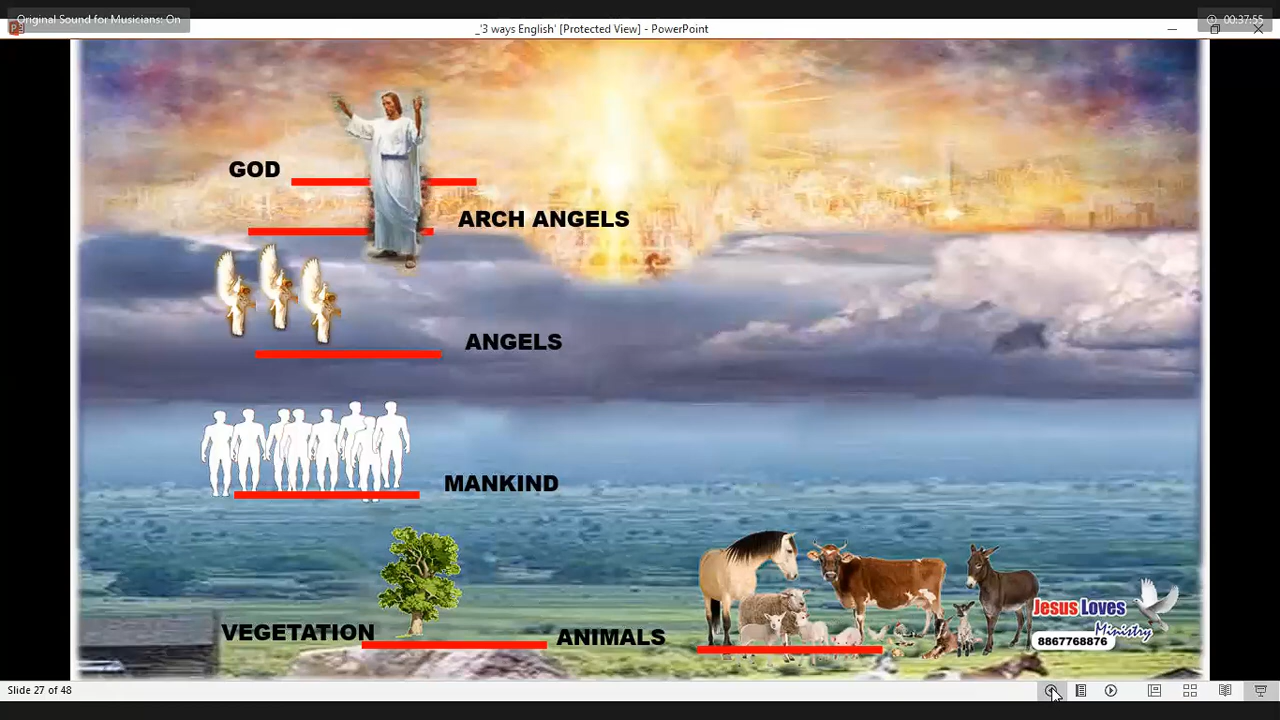 Original Sound for Musicians: On
00:37:55
_'3 ways English' [Protected View] - PowerPoint
GOD
ARCH ANGELS
ANGELS
MANKIND
VEGETATION
ANIMALS
Jesus Loves
Ministry
8867768876
Slide 27 of 48